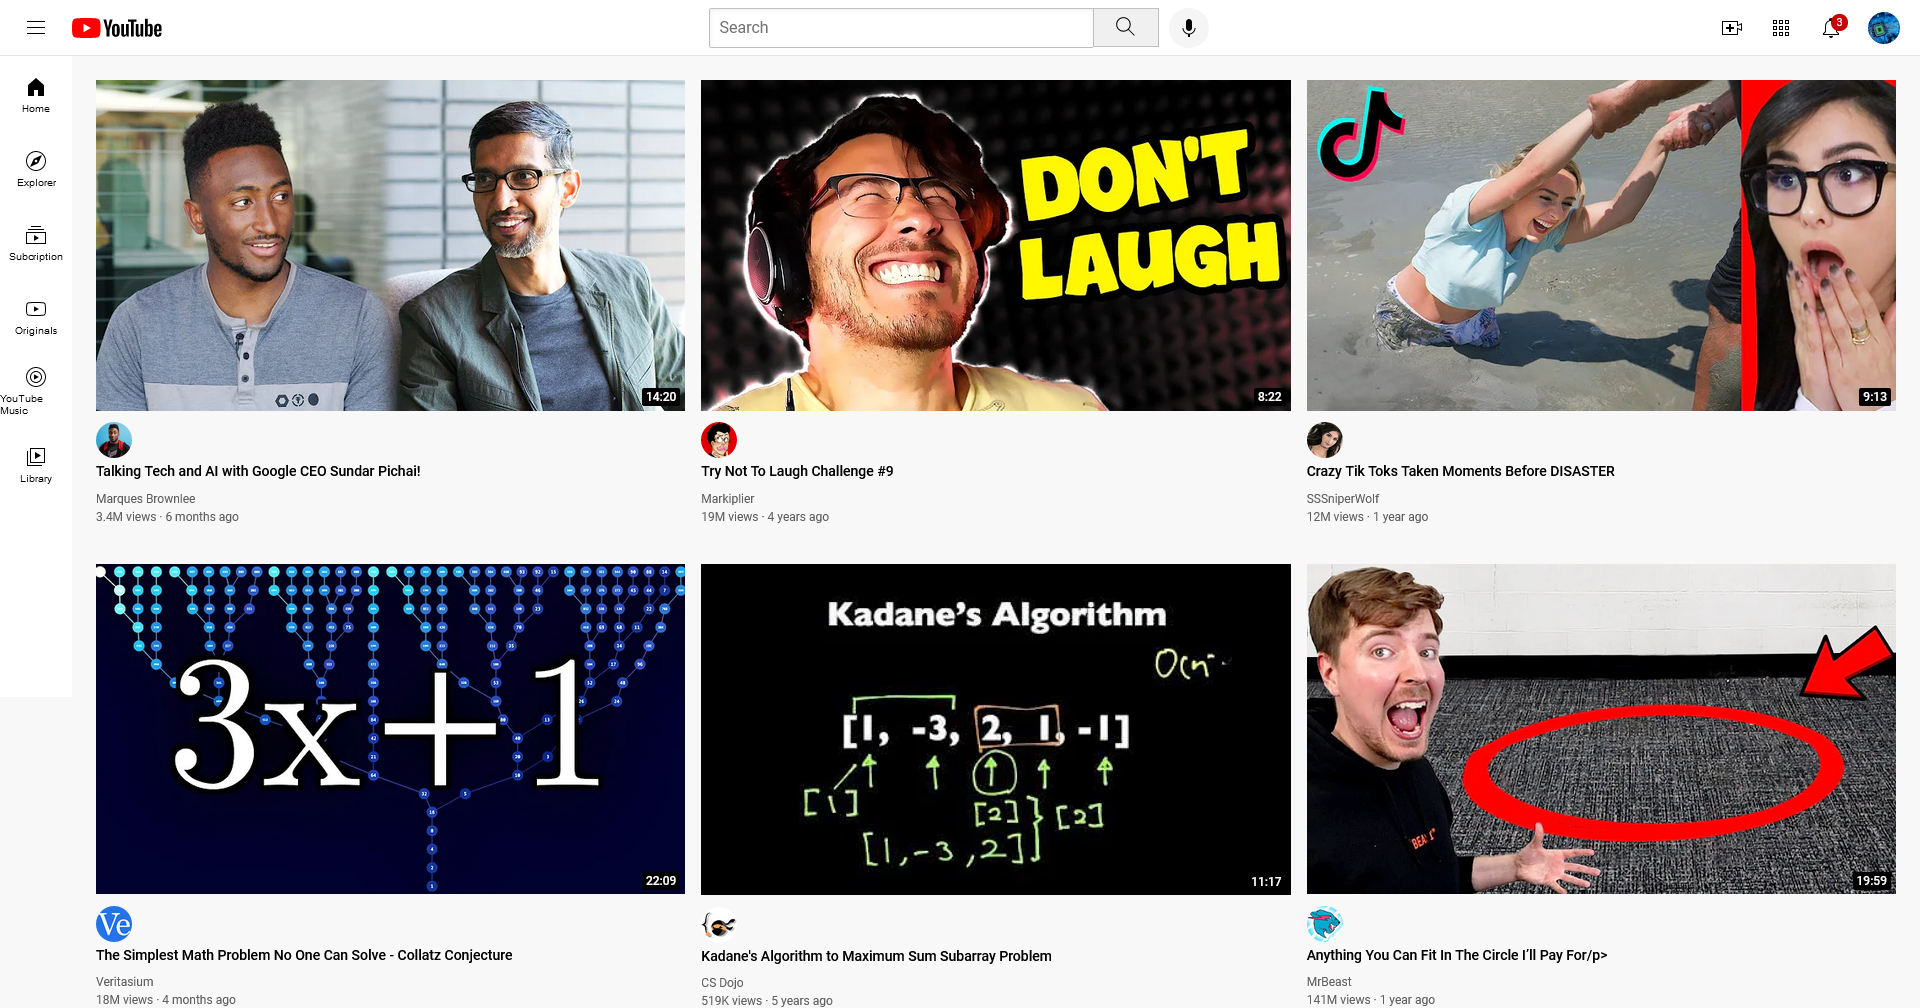 YouTube
Search
3
Home
Explorer
Subcription
Originals
YouTube
Music
Library
14:20
Talking Tech and AI with Google CEO Sundar Pichai!
Marques Brownlee
3.4M views · 6 months ago
DON'T
LAUGH
8:22
Try Not To Laugh Challenge #9
Markiplier
19M views · 4 years ago
9:13
Crazy Tik Toks Taken Moments Before DISASTER
SSSniperWolf
12M views · 1 year ago
3x+1
22:09
Ve
The Simplest Math Problem No One Can Solve - Collatz Conjecture
Veritasium
18M views · 4 months ago
Kadane's Algorithm
[1, -3, 2, 1, -1]
[1]
[2]
[2]
[1,-3,2]
11:17
Kadane's Algorithm to Maximum Sum Subarray Problem
CS Dojo
519K views · 5 years ago
19:59
Anything You Can Fit In The Circle I’ll Pay For/p>
MrBeast
141M views · 1 year ago